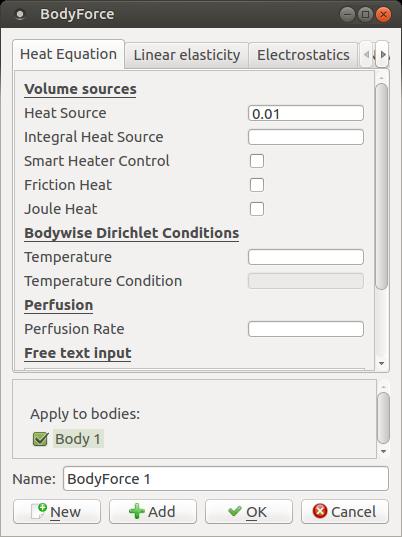 BodyForce
Heat Equation Linear elasticity Electrostatics
Volume sources
Heat Source 0.01
Integral Heat Source
Smart Heater Control
Friction Heat
Joule Heat
Bodywise Dirichlet Conditions
Temperature
Temperature Condition
Perfusion
Perfusion Rate
Free text input
Apply to bodies:
Body 1
Name: BodyForce 1
New Add OK Cancel